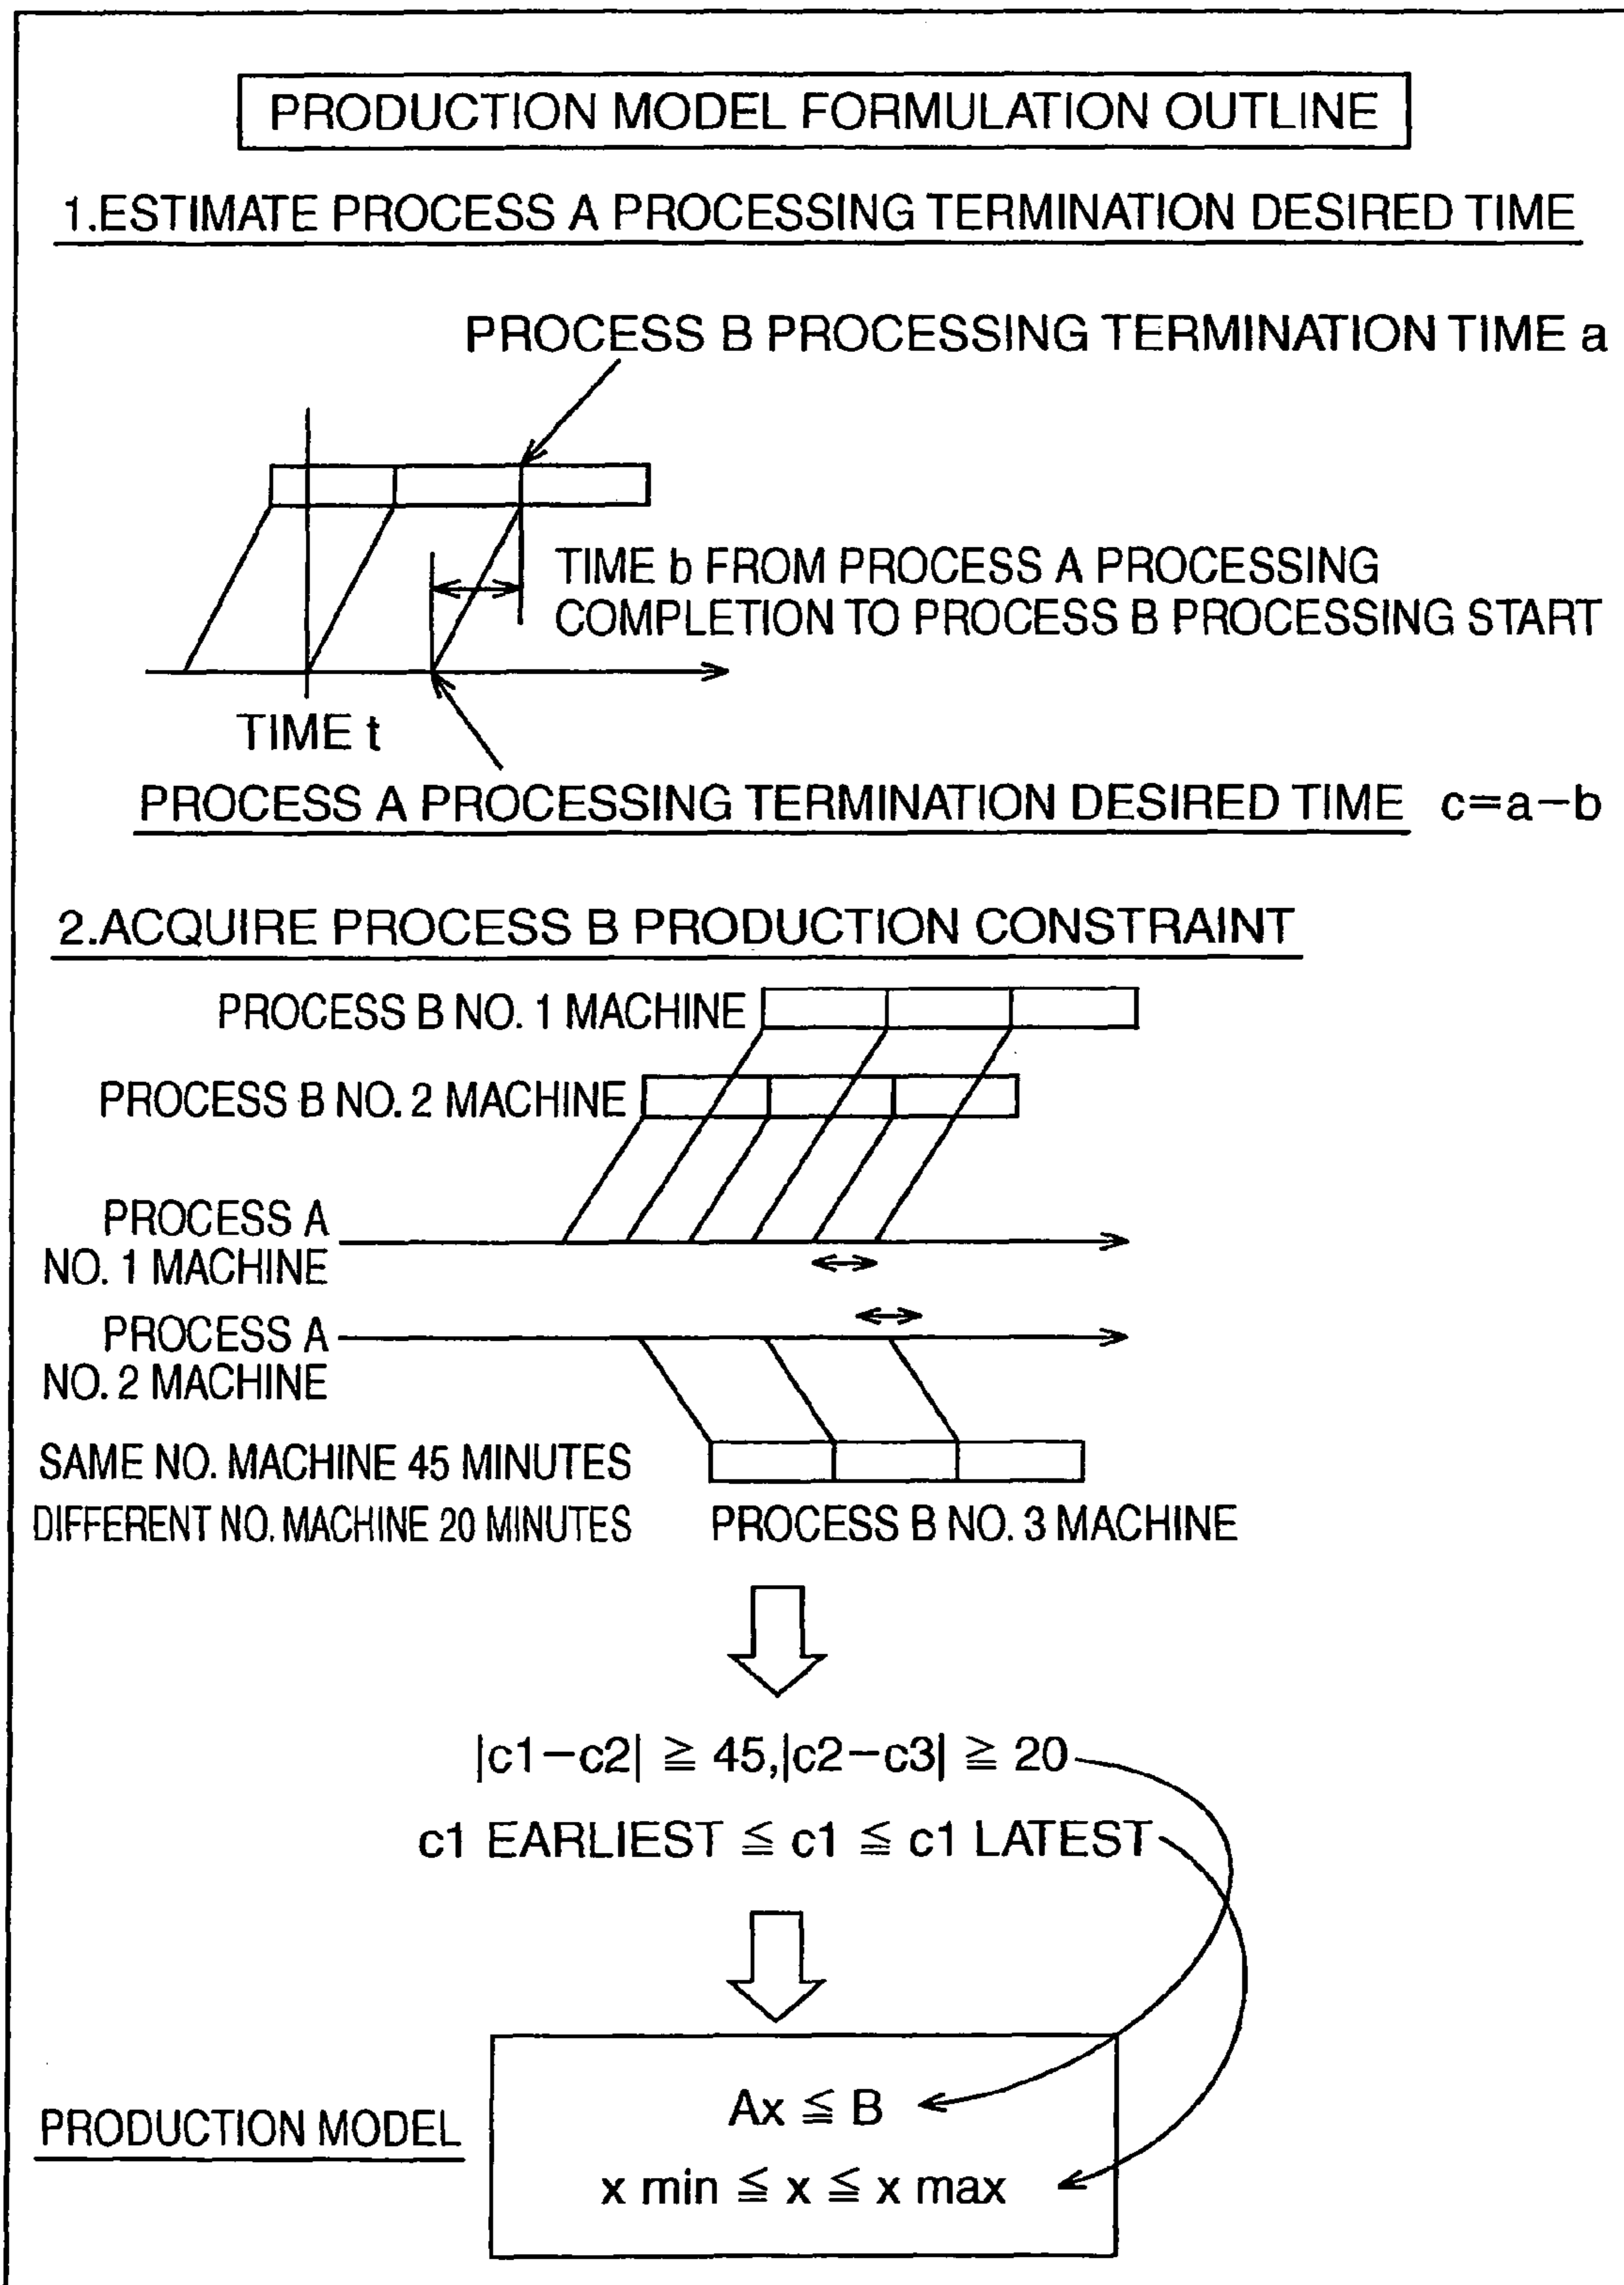 PRODUCTION MODEL FORMULATION OUTLINE
1.ESTIMATE PROCESS A PROCESSING TERMINATION DESIRED TIME
PROCESS B PROCESSING TERMINATION TIME a
TIME b FROM PROCESS A PROCESSING
COMPLETION TO PROCESS B PROCESSING START
TIME t
PROCESS A PROCESSING TERMINATION DESIRED TIME c=a−b
2.ACQUIRE PROCESS B PRODUCTION CONSTRAINT
PROCESS B NO. 1 MACHINE
PROCESS B NO. 2 MACHINE
PROCESS A
NO. 1 MACHINE
PROCESS A
NO. 2 MACHINE
SAME NO. MACHINE 45 MINUTES
DIFFERENT NO. MACHINE 20 MINUTES
PROCESS B NO. 3 MACHINE
|c1−c2| ≧ 45,|c2−c3| ≧ 20
c1 EARLIEST ≦ c1 ≦ c1 LATEST
PRODUCTION MODEL
Ax ≦ B
x min ≦ x ≦ x max